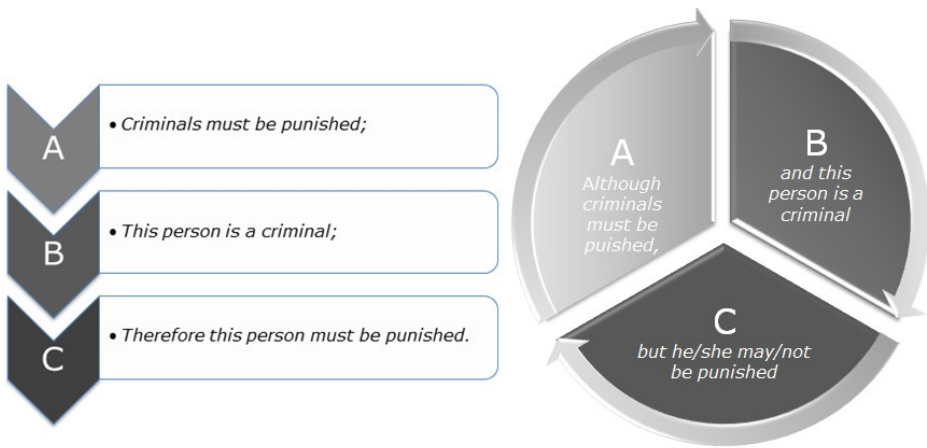 A
• Criminals must be punished;
B
• This person is a criminal;
C
• Therefore this person must be punished.
A
Although
criminals
must be
puished,
B
and this
person is a
criminal
C
but he/she may/not
be punished